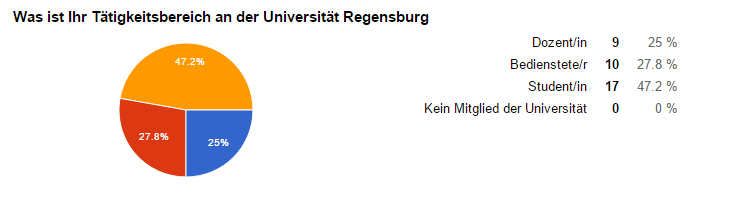 Was ist Ihr Tätigkeitsbereich an der Universität Regensburg
47.2%
27.8%
25%
Dozent/in 9 25 %
Bedienstete/r 10 27.8 %
Student/in 17 47.2 %
Kein Mitglied der Universität 0 0 %